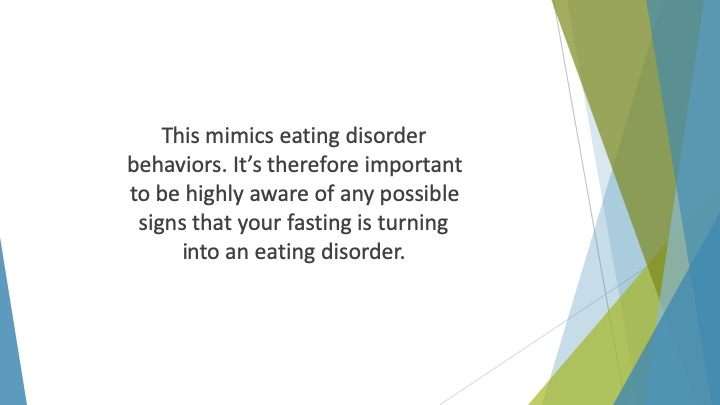 This mimics eating disorder
behaviors. It’s therefore important
to be highly aware of any possible
signs that your fasting is turning
into an eating disorder.